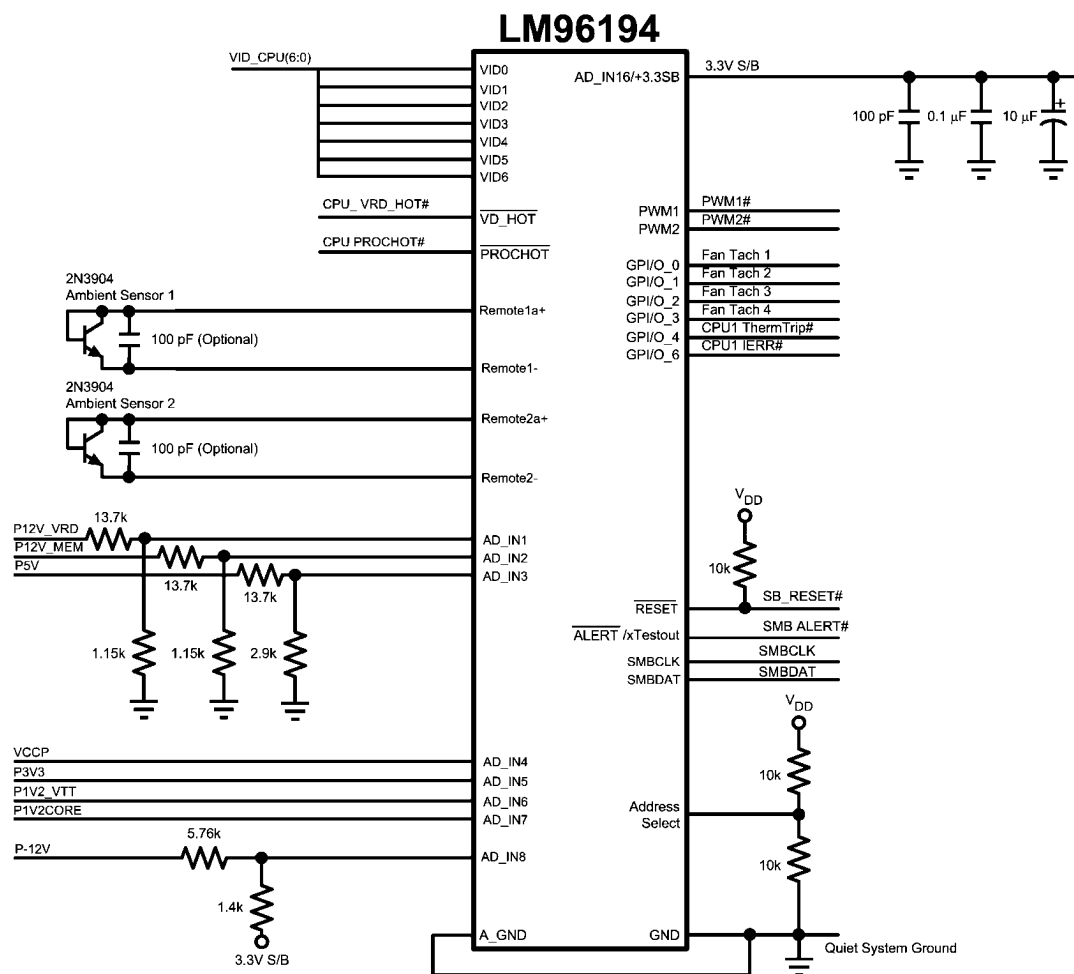 LM96194
VID_CPU(6:0)
VID0
VID1
VID2
VID3
VID4
VID5
VID6
CPU_ VRD_HOT#
VD_HOT
CPU PROCHOT#
PROCHOT
2N3904
Ambient Sensor 1
100 pF (Optional)
Remote1a+
Remote1-
2N3904
Ambient Sensor 2
100 pF (Optional)
Remote2a+
Remote2-
P12V_VRD
13.7k
AD_IN1
P12V_MEM
13.7k
AD_IN2
P5V
13.7k
AD_IN3
1.15k
1.15k
2.9k
VCCP
AD_IN4
P3V3
AD_IN5
P1V2_VTT
AD_IN6
P1V2CORE
AD_IN7
P-12V
5.76k
AD_IN8
1.4k
3.3V S/B
A_GND
AD_IN16/+3.3SB
3.3V S/B
100 pF
0.1 µF
10 µF
+
PWM1
PWM1#
PWM2
PWM2#
GPI/O_0
Fan Tach 1
GPI/O_1
Fan Tach 2
GPI/O_2
Fan Tach 3
GPI/O_3
Fan Tach 4
GPI/O_4
CPU1 ThermTrip#
GPI/O_6
CPU1 IERR#
VDD
10k
RESET
SB_RESET#
ALERT /xTestout
SMB ALERT#
SMBCLK
SMBCLK
SMBDAT
SMBDAT
VDD
10k
Address
Select
10k
GND
Quiet System Ground